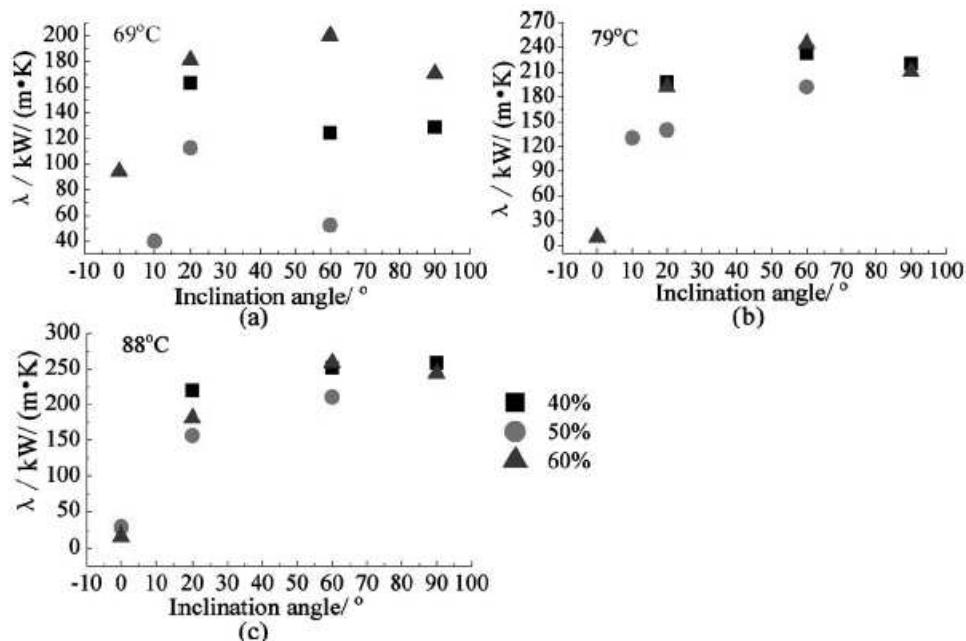 69°C
λ / kW/ (m•K)
200
180
160
140
120
100
80
60
40
-10 0 10 20 30 40 50 60 70 80 90 100
Inclination angle/ °
(a)
79°C
λ / kW/ (m•K)
270
240
210
180
150
120
90
60
30
0
-10 0 10 20 30 40 50 60 70 80 90 100
Inclination angle/ °
(b)
88°C
λ / kW/ (m•K)
300
250
200
150
100
50
0
-10 0 10 20 30 40 50 60 70 80 90 100
Inclination angle/ °
(c)
40%
50%
60%